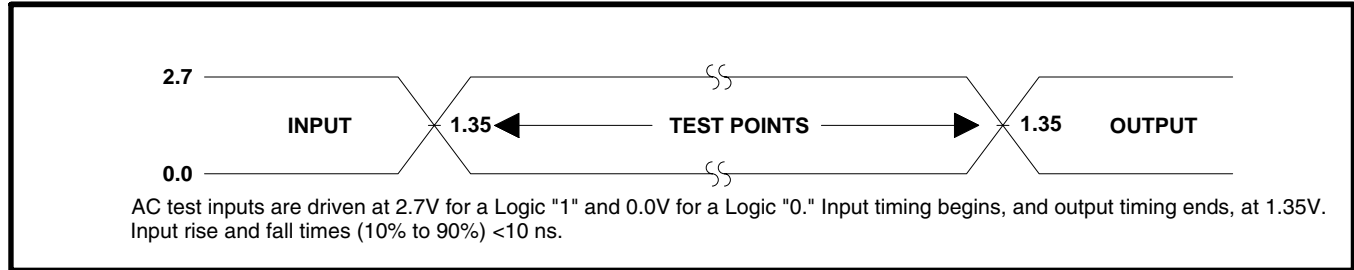 2.7
INPUT 1.35 TEST POINTS 1.35 OUTPUT
0.0
AC test inputs are driven at 2.7V for a Logic "1" and 0.0V for a Logic "0." Input timing begins, and output timing ends, at 1.35V.
Input rise and fall times (10% to 90%) <10 ns.